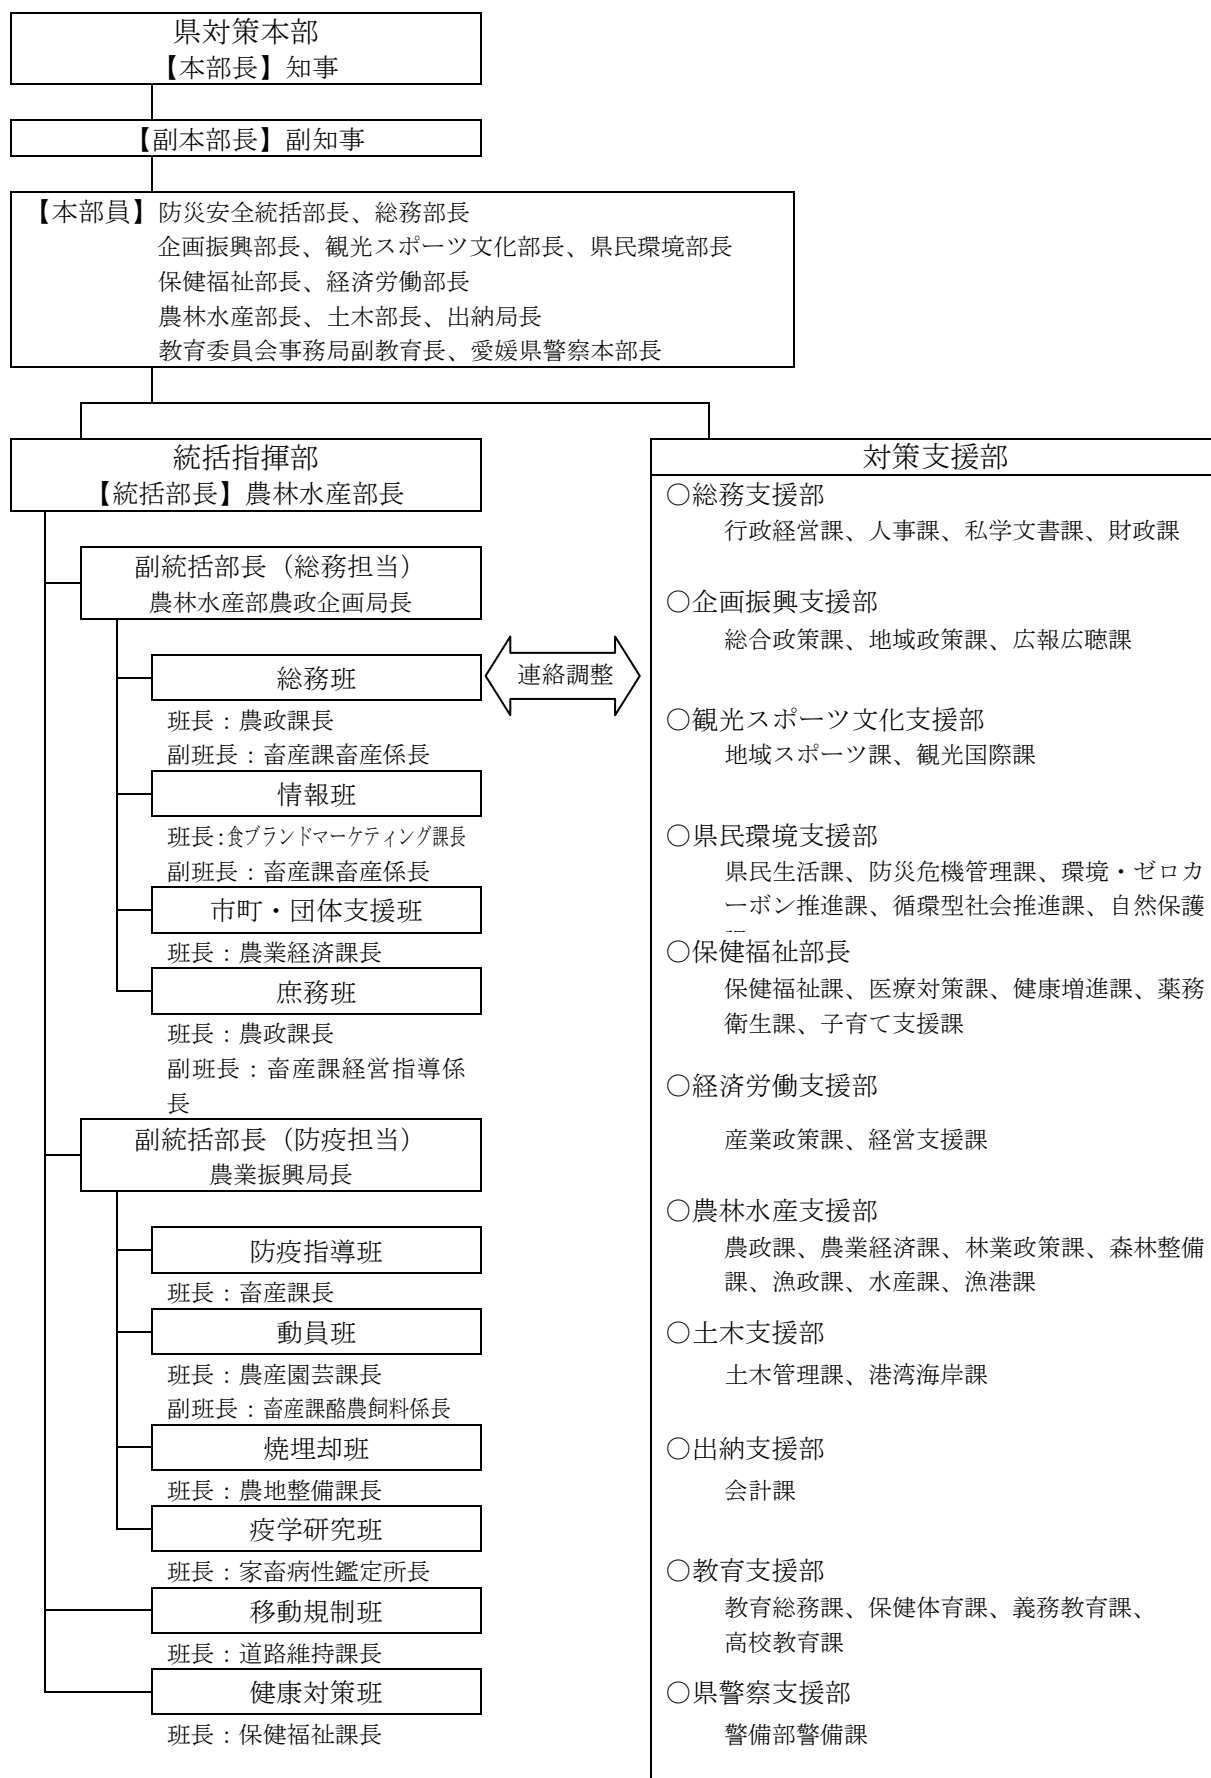 県対策本部
【本部長】知事
【副本部長】副知事
【本部員】防災安全統括部長、総務部長
企画振興部長、観光スポーツ文化部長、県民環境部長
保健福祉部長、経済労働部長
農林水産部長、土木部長、出納局長
教育委員会事務局副教育長、愛媛県警察本部長
統括指揮部
【統括部長】農林水産部長
副統括部長（総務担当）
農林水産部農政企画局長
総務班
班長：農政課長
副班長：畜産課畜産係長
情報班
班長：食ブランドマーケティング課長
副班長：畜産課畜産係長
市町・団体支援班
班長：農業経済課長
庶務班
班長：農政課長
副班長：畜産課経営指導係
長
副統括部長（防疫担当）
農業振興局長
防疫指導班
班長：畜産課長
動員班
班長：農産園芸課長
副班長：畜産課酪農飼料係長
焼埋却班
班長：農地整備課長
疫学研究班
班長：家畜病性鑑定所長
移動規制班
班長：道路維持課長
健康対策班
班長：保健福祉課長
連絡調整
対策支援部
○総務支援部
行政経営課、人事課、私学文書課、財政課
○企画振興支援部
総合政策課、地域政策課、広報広聴課
○観光スポーツ文化支援部
地域スポーツ課、観光国際課
○県民環境支援部
県民生活課、防災危機管理課、環境・ゼロカ
ーボン推進課、循環型社会推進課、自然保護
○保健福祉部長
保健福祉課、医療対策課、健康増進課、薬務
衛生課、子育て支援課
○経済労働支援部
産業政策課、経営支援課
○農林水産支援部
農政課、農業経済課、林業政策課、森林整備
課、漁政課、水産課、漁港課
○土木支援部
土木管理課、港湾海岸課
○出納支援部
会計課
○教育支援部
教育総務課、保健体育課、義務教育課、
高校教育課
○県警察支援部
警備部警備課